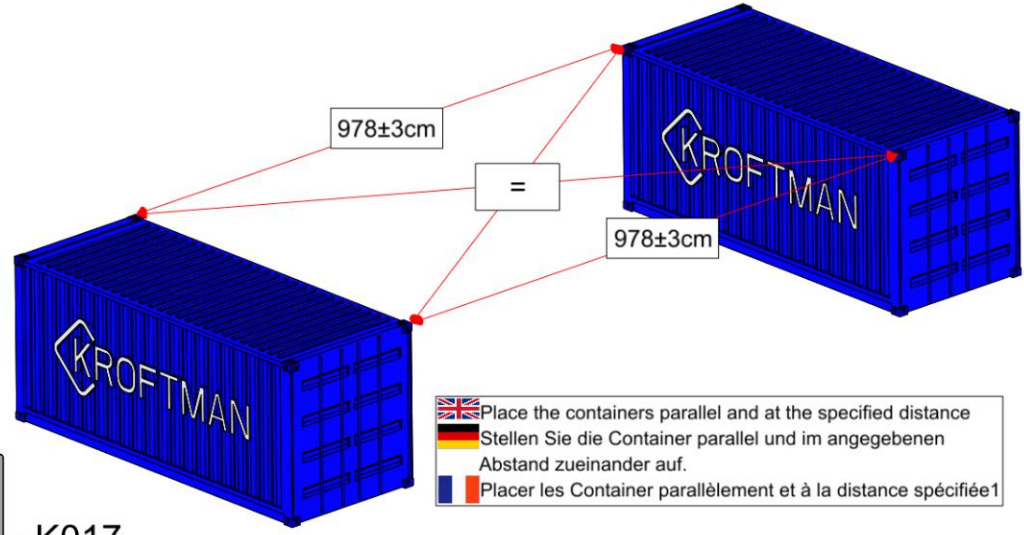 978±3cm
=
978±3cm
KROFTMAN
KROFTMAN
Place the containers parallel and at the specified distance
Stellen Sie die Container parallel und im angegebenen
Abstand zueinander auf.
Placer les Container parallèlement et à la distance spécifiée1
K017